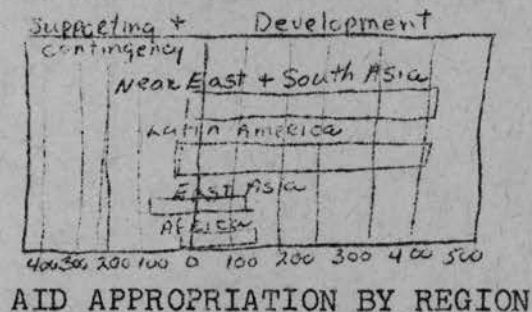 Supporting + Development
contingency
Near East + South Asia
Latin America
East Asia
Africa
400 300 200 100 0 100 200 300 400 500
AID APPROPRIATION BY REGION